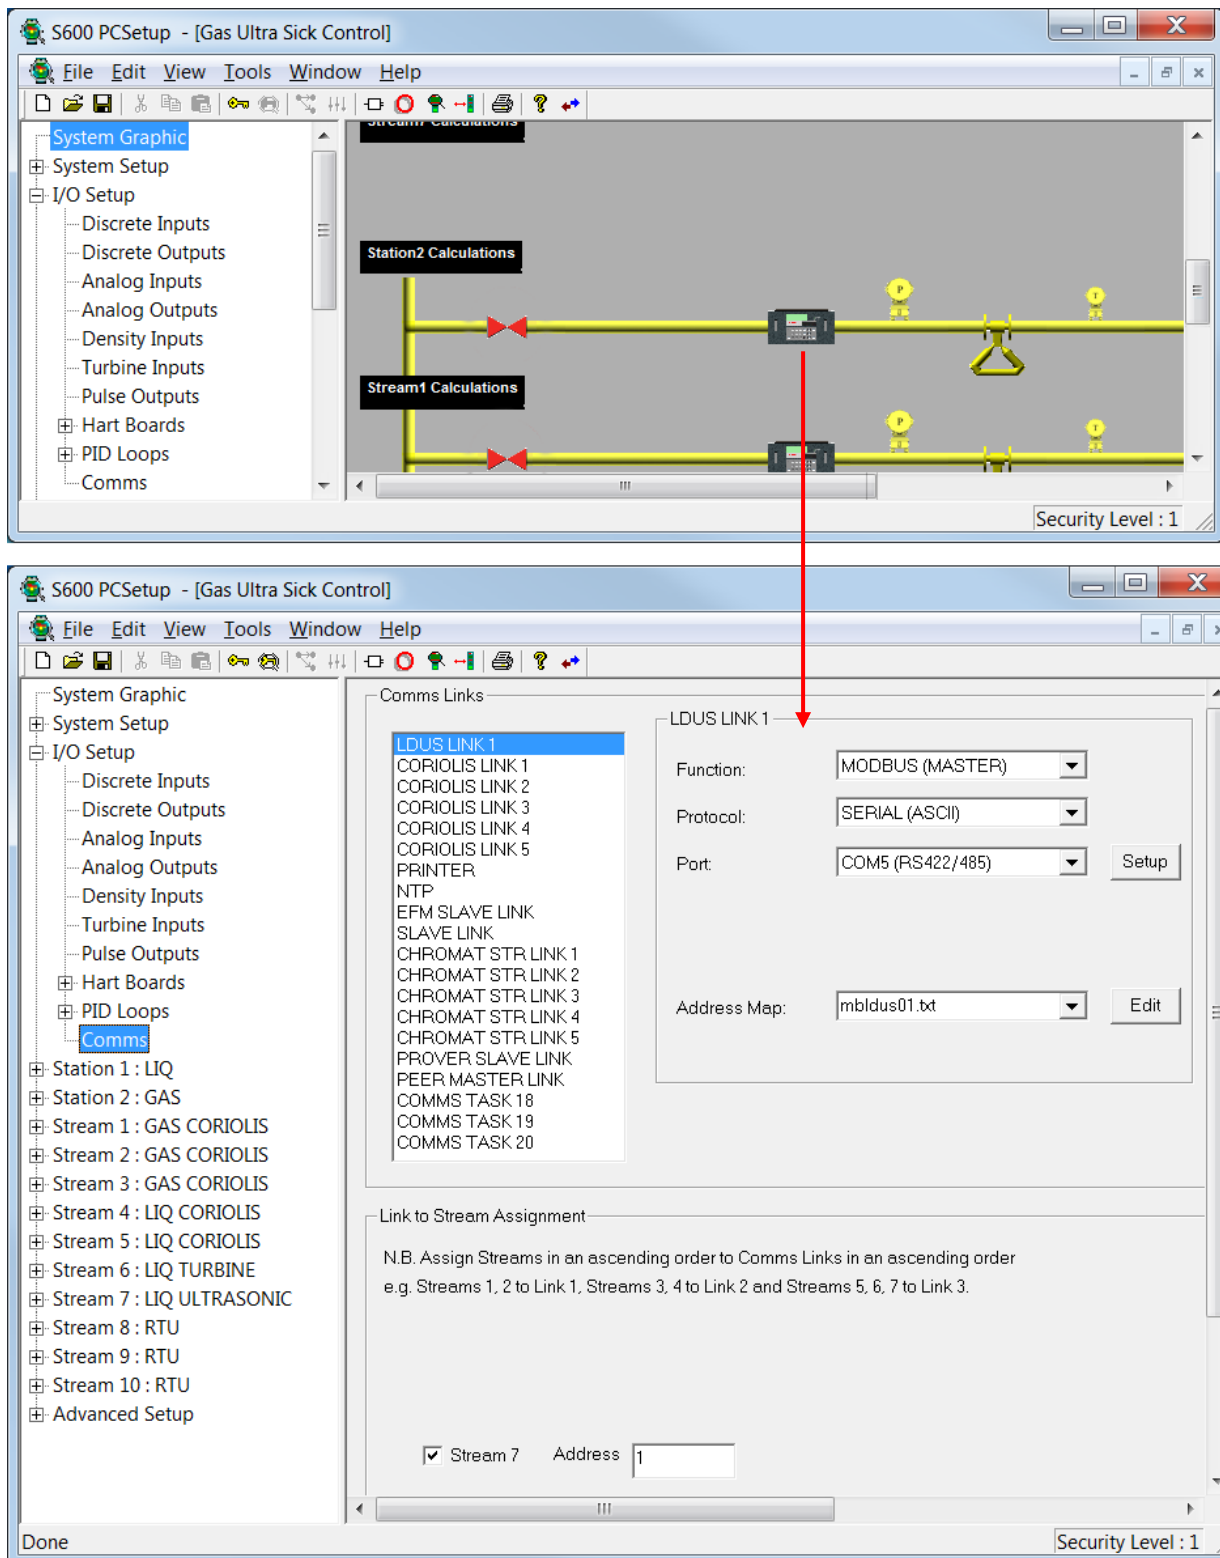 S600 PCSetup - [Gas Ultra Sick Control]
File Edit View Tools Window Help
System Graphic
System Setup
I/O Setup
Discrete Inputs
Discrete Outputs
Analog Inputs
Analog Outputs
Density Inputs
Turbine Inputs
Pulse Outputs
Hart Boards
PID Loops
Comms
Stream7 Calculations
Station2 Calculations
P
T
Stream1 Calculations
P
T
Security Level : 1
S600 PCSetup - [Gas Ultra Sick Control]
File Edit View Tools Window Help
System Graphic
System Setup
I/O Setup
Discrete Inputs
Discrete Outputs
Analog Inputs
Analog Outputs
Density Inputs
Turbine Inputs
Pulse Outputs
Hart Boards
PID Loops
Comms
Station 1 : LIQ
Station 2 : GAS
Stream 1 : GAS CORIOLIS
Stream 2 : GAS CORIOLIS
Stream 3 : GAS CORIOLIS
Stream 4 : LIQ CORIOLIS
Stream 5 : LIQ CORIOLIS
Stream 6 : LIQ TURBINE
Stream 7 : LIQ ULTRASONIC
Stream 8 : RTU
Stream 9 : RTU
Stream 10 : RTU
Advanced Setup
Comms Links
LDUS LINK 1
CORIOLIS LINK 1
CORIOLIS LINK 2
CORIOLIS LINK 3
CORIOLIS LINK 4
CORIOLIS LINK 5
PRINTER
NTP
EFM SLAVE LINK
SLAVE LINK
CHROMAT STR LINK 1
CHROMAT STR LINK 2
CHROMAT STR LINK 3
CHROMAT STR LINK 4
CHROMAT STR LINK 5
PROVER SLAVE LINK
PEER MASTER LINK
COMMS TASK 18
COMMS TASK 19
COMMS TASK 20
LDUS LINK 1
Function: MODBUS (MASTER)
Protocol: SERIAL (ASCII)
Port: COM5 (RS422/485) Setup
Address Map: mbldus01.txt Edit
Link to Stream Assignment
N.B. Assign Streams in an ascending order to Comms Links in an ascending order
e.g. Streams 1, 2 to Link 1, Streams 3, 4 to Link 2 and Streams 5, 6, 7 to Link 3.
Stream 7 Address 1
Done
Security Level : 1